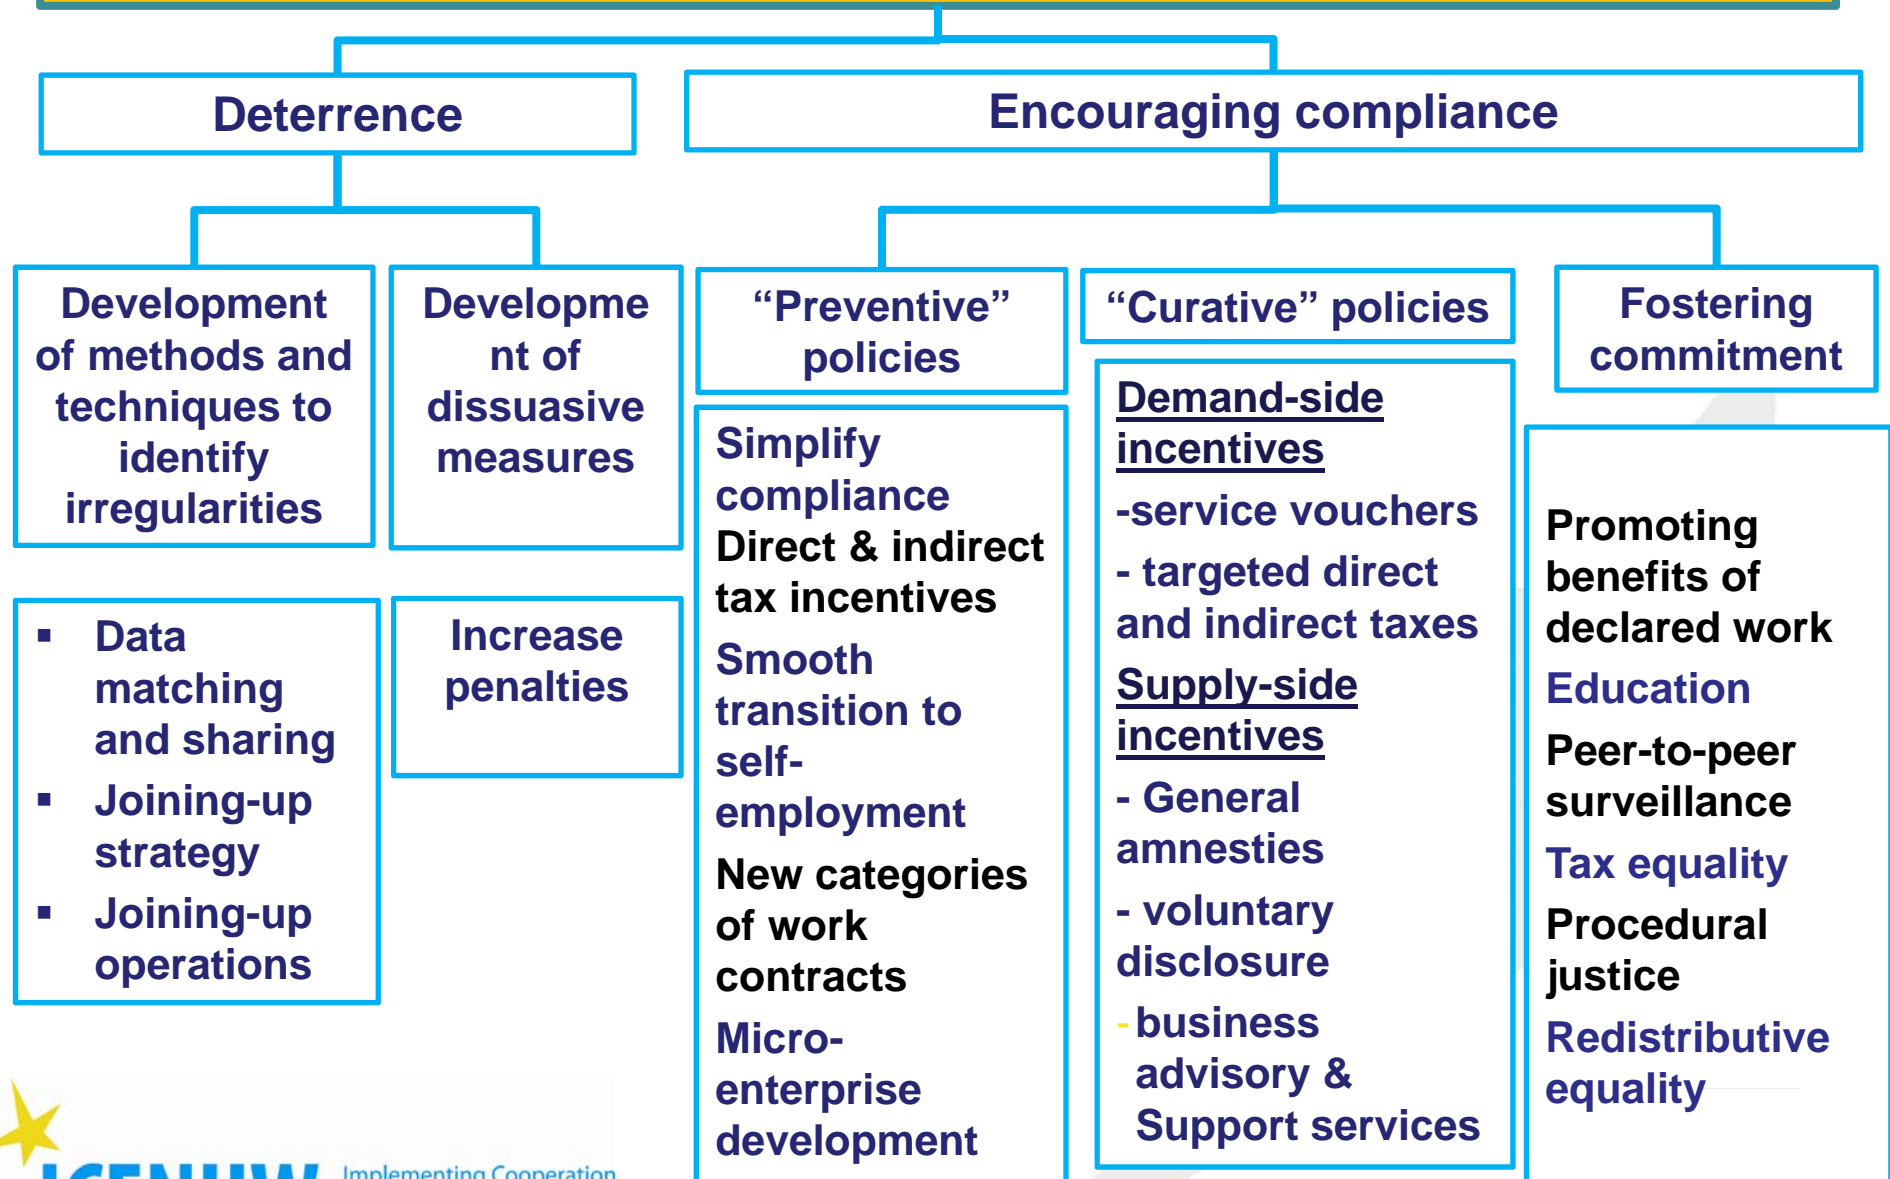 Deterrence
Encouraging compliance
Development
of methods and
techniques to
identify
irregularities
Developme
nt of
dissuasive
measures
“Preventive”
policies
“Curative” policies
Fostering
commitment
▪ Data
matching
and sharing
▪ Joining-up
strategy
▪ Joining-up
operations
Increase
penalties
Simplify
compliance
Direct & indirect
tax incentives
Smooth
transition to
self-
employment
New categories
of work
contracts
Micro-
enterprise
development
Demand-side
incentives
-service vouchers
- targeted direct
and indirect taxes
Supply-side
incentives
- General
amnesties
- voluntary
disclosure
- business
advisory &
Support services
Promoting
benefits of
declared work
Education
Peer-to-peer
surveillance
Tax equality
Procedural
justice
Redistributive
equality
ICENUW
Implementing Cooperation